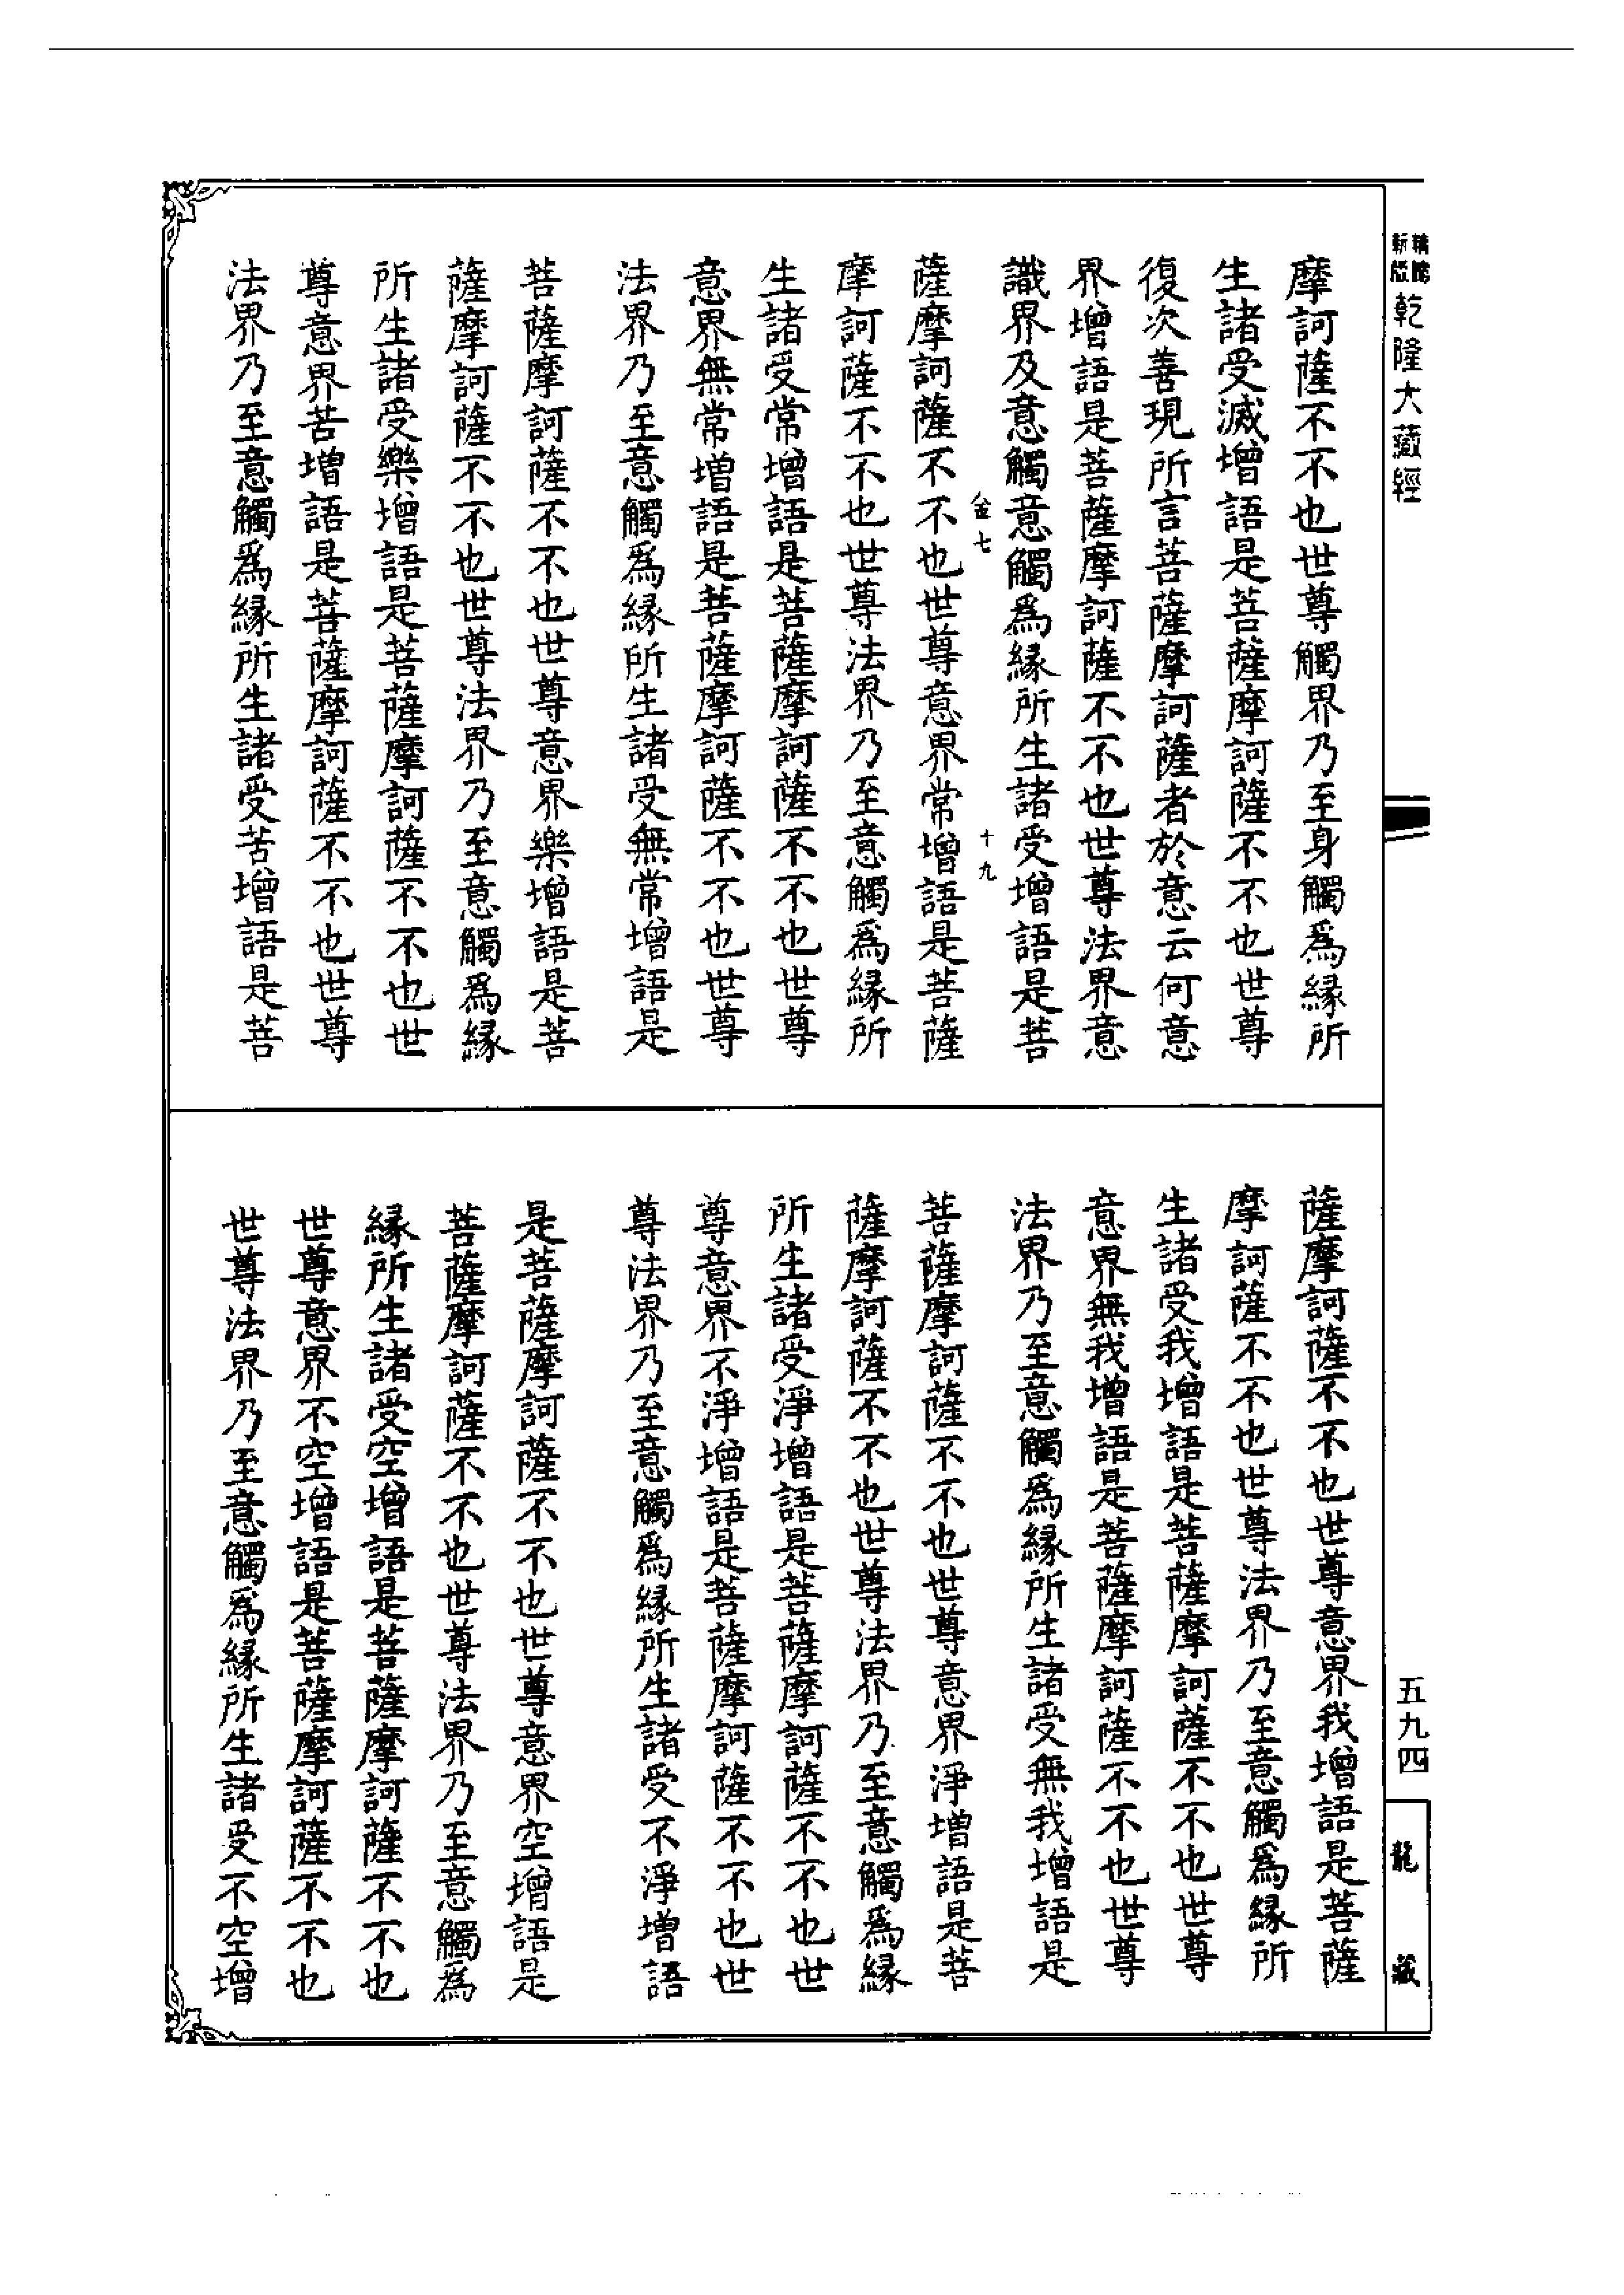 乾隆大藏經
摩訶薩不不也世尊觸界乃至身觸爲緣所
生諸受滅增語是菩薩摩訶薩不不也世尊
復次善現所言菩薩摩訶薩者於意云何意
界增語是菩薩摩訶薩不不也世尊法界意
識界及意觸意觸爲緣所生諸受增語是菩
薩摩訶薩不不也世尊意界常增語是菩薩
摩訶薩不不也世尊法界乃至意觸爲緣所
生諸受常增語是菩薩摩訶薩不不也世尊
意界無常增語是菩薩摩訶薩不不也世尊
法界乃至意觸爲緣所生諸受無常增語是
菩薩摩訶薩不不也世尊意界樂增語是菩
薩摩訶薩不不也世尊法界乃至意觸爲緣
所生諸受樂增語是菩薩摩訶薩不不也世
尊意界苦增語是菩薩摩訶薩不不也世尊
法界乃至意觸爲緣所生諸受苦增語是菩
薩摩訶薩不不也世尊意界我增語是菩薩
摩訶薩不不也世尊法界乃至意觸爲緣所
生諸受我增語是菩薩摩訶薩不不也世尊
意界無我增語是菩薩摩訶薩不不也世尊
法界乃至意觸爲緣所生諸受無我增語是
菩薩摩訶薩不不也世尊意界淨增語是菩
薩摩訶薩不不也世尊法界乃至意觸爲緣
所生諸受淨增語是菩薩摩訶薩不不也世
尊意界不淨增語是菩薩摩訶薩不不也世
尊法界乃至意觸爲緣所生諸受不淨增語
是菩薩摩訶薩不不也世尊意界空增語是
菩薩摩訶薩不不也世尊法界乃至意觸爲
緣所生諸受空增語是菩薩摩訶薩不不也
世尊意界不空增語是菩薩摩訶薩不不也
世尊法界乃至意觸爲緣所生諸受不空增
七
十九
五九四
龍藏